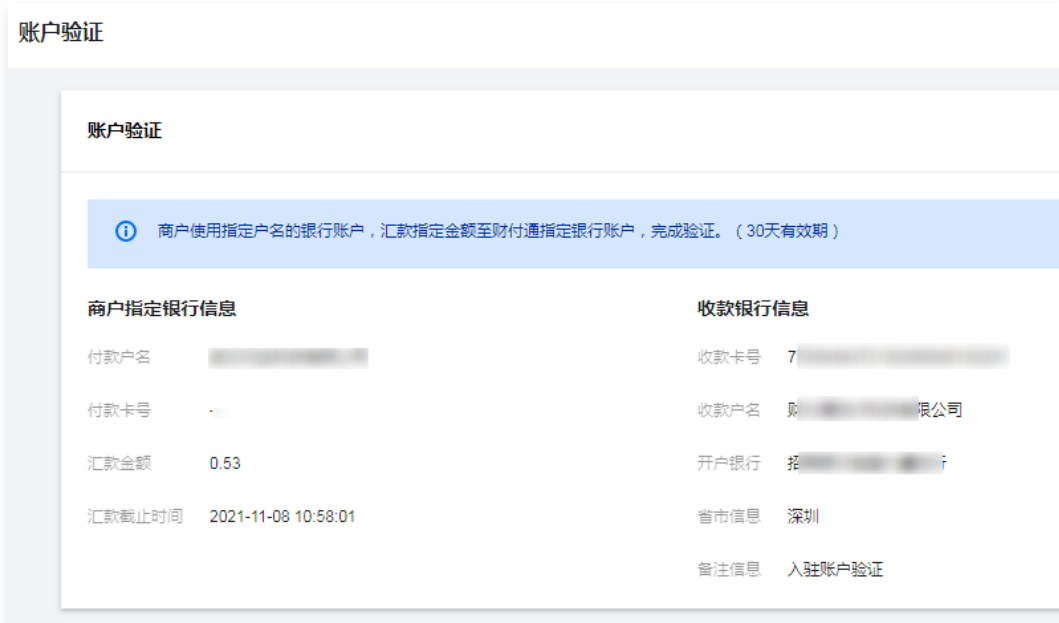 账户验证
账户验证
商户使用指定户名的银行账户，汇款指定金额至财付通指定银行账户，完成验证。（30天有效期）
商户指定银行信息
付款户名
付款卡号
汇款金额 0.53
汇款截止时间 2021-11-08 10:58:01
收款银行信息
收款卡号 7
收款户名 限公司
开户银行 招
省市信息 深圳
备注信息 入驻账户验证